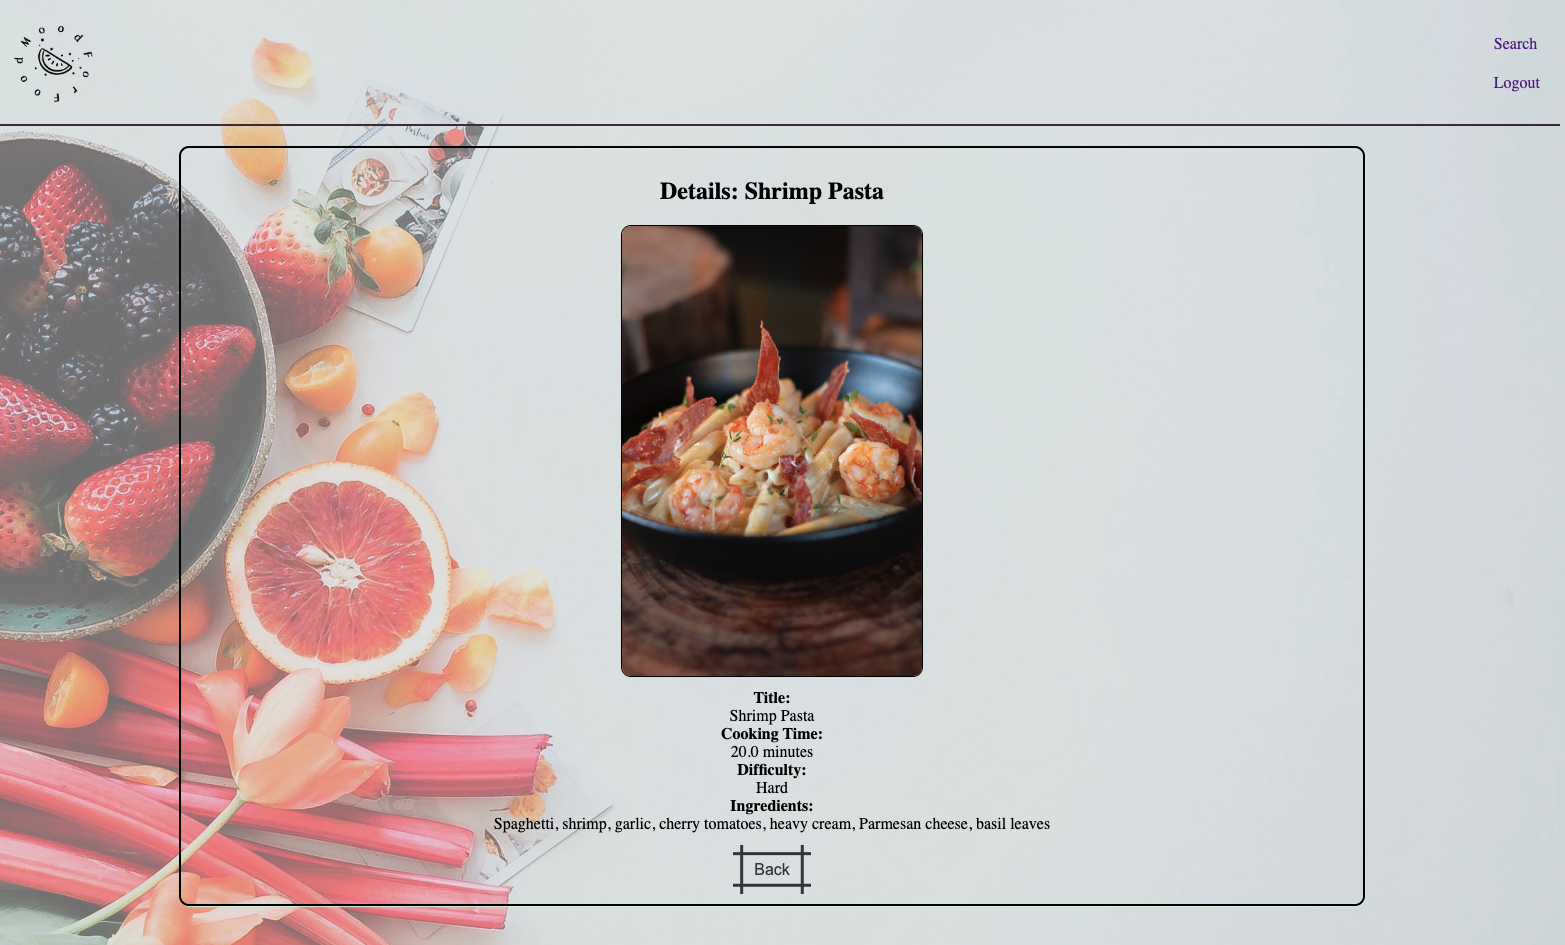 WoodForFood
Search
Logout
Details: Shrimp Pasta
Title:
Shrimp Pasta
Cooking Time:
20.0 minutes
Difficulty:
Hard
Ingredients:
Spaghetti, shrimp, garlic, cherry tomatoes, heavy cream, Parmesan cheese, basil leaves
Back